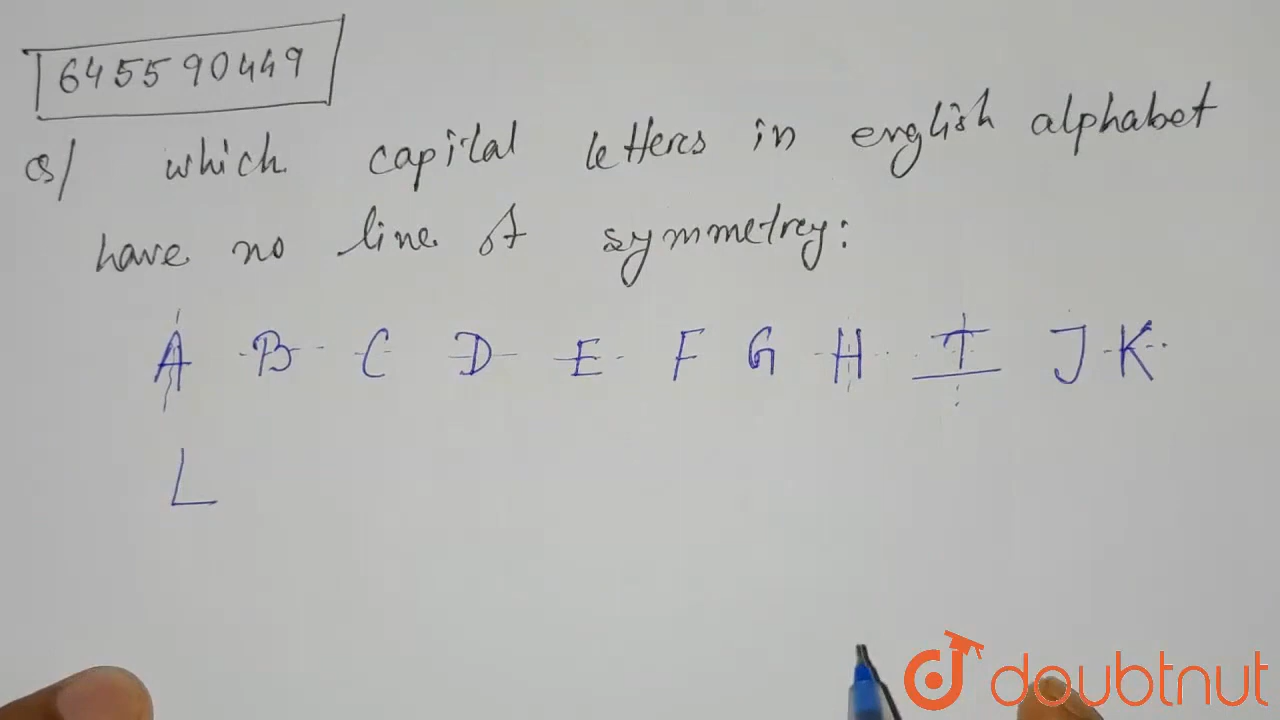 6455 90449
Q/ which capital letters in english alphabet
have no line of symmetrey:
A B C D E F G H I J K
L
doubtnut